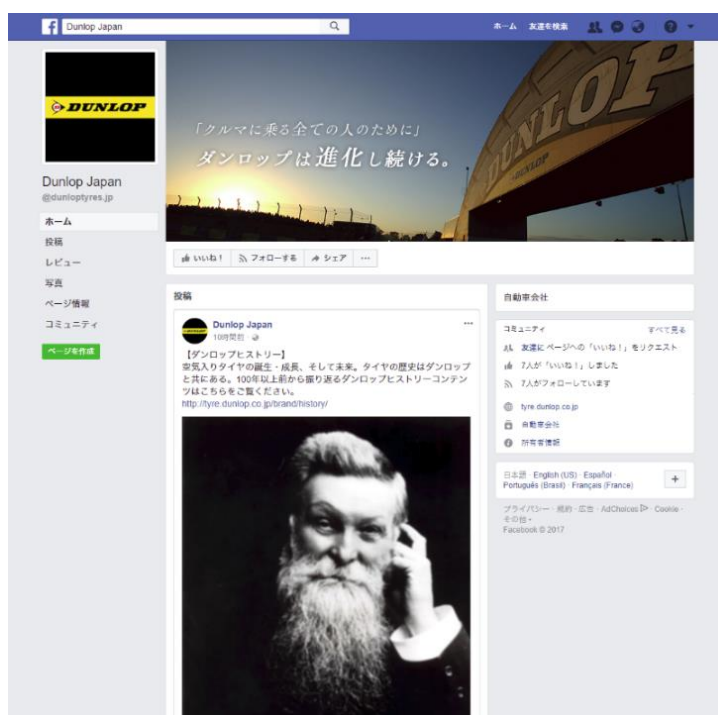 Dunlop Japan
ホーム 友達を検索
DUNLOP
「クルマに乗る全ての人のために」
ダンロップは進化し続ける。
DUNLOP
DUNLOP
Dunlop Japan
@dunloptyres.jp
ホーム
投稿
レビュー
写真
ページ情報
コミュニティ
ページを作成
いいね! フォローする シェア ···
投稿
Dunlop Japan
10時間前 ·
【ダンロップヒストリー】
空気入りタイヤの誕生・成長、そして未来。タイヤの歴史はダンロップ
と共にある。100年以上前から振り返るダンロップヒストリーコンテン
ツはこちらをご覧ください。
http://tyre.dunlop.co.jp/brand/history/
自動車会社
コミュニティ すべて見る
友達に ページへの「いいね!」をリクエスト
7人が「いいね!」しました
7人がフォローしています
tyre.dunlop.co.jp
自動車会社
所有者情報
日本語 · English (US) · Español ·
Português (Brasil) · Français (France)
プライバシー · 規約 · 広告 · AdChoices · Cookie ·
その他
Facebook © 2017